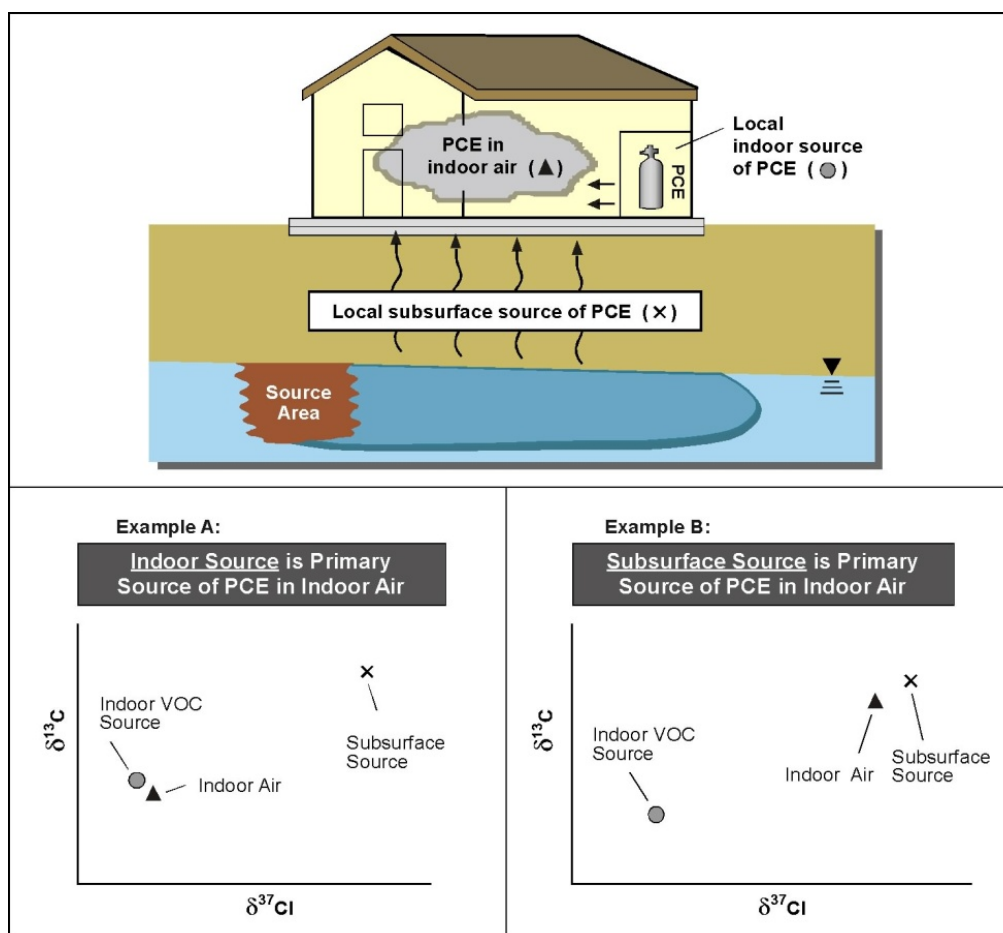 PCE in
indoor air (▲)
Local
indoor source
of PCE (●)
PCE
Local subsurface source of PCE (×)
Source
Area
Example A:
Indoor Source is Primary
Source of PCE in Indoor Air
δ¹³C
Indoor VOC
Source
Indoor Air
Subsurface
Source
δ³⁷Cl
Example B:
Subsurface Source is Primary
Source of PCE in Indoor Air
δ¹³C
Indoor VOC
Source
Indoor Air
Subsurface
Source
δ³⁷Cl